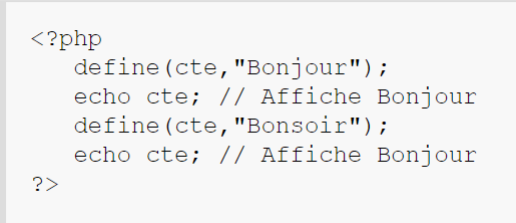 <?php
define(cte,"Bonjour");
echo cte; // Affiche Bonjour
define(cte,"Bonsoir");
echo cte; // Affiche Bonjour
?>